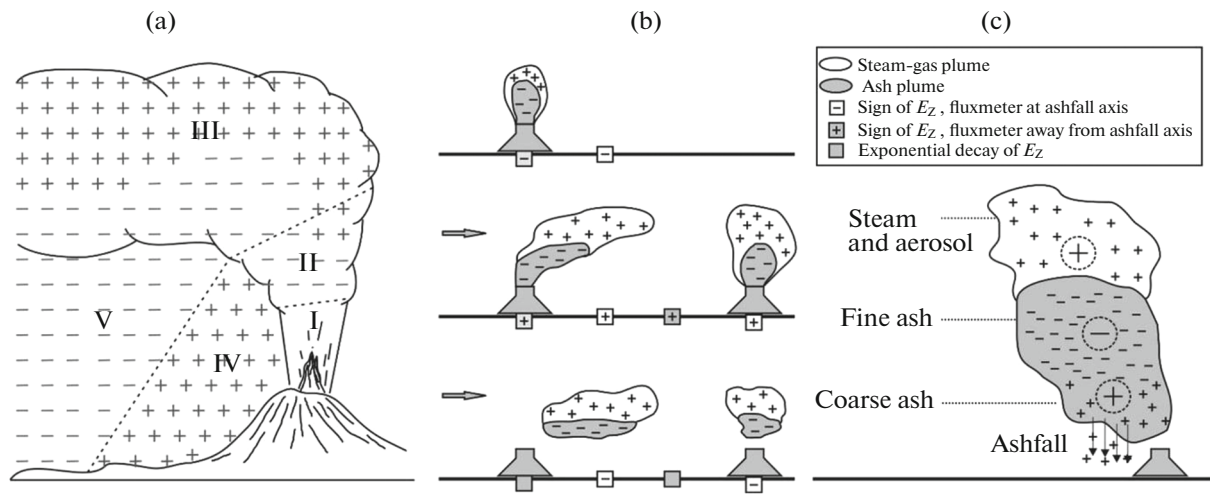 (a)
III
II
I
V
IV
(b)
(c)
Steam-gas plume
Ash plume
Sign of E_Z, fluxmeter at ashfall axis
Sign of E_Z, fluxmeter away from ashfall axis
Exponential decay of E_Z
Steam
and aerosol
Fine ash
Coarse ash
Ashfall